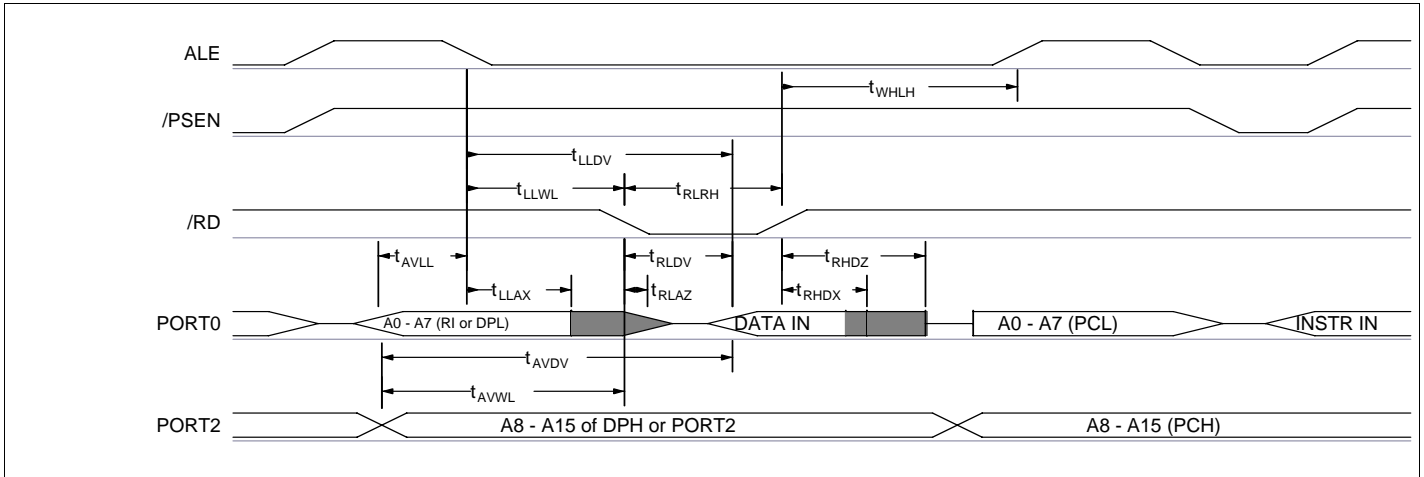 ALE
tWHLH
/PSEN
tLLDV
tLLWL tRLRH
/RD
tAVLL tRLDV tRHDZ
tLLAX tRLAZ tRHDX
PORT0 A0 - A7 (RI or DPL) DATA IN A0 - A7 (PCL) INSTR IN
tAVDV
tAVWL
PORT2 A8 - A15 of DPH or PORT2 A8 - A15 (PCH)